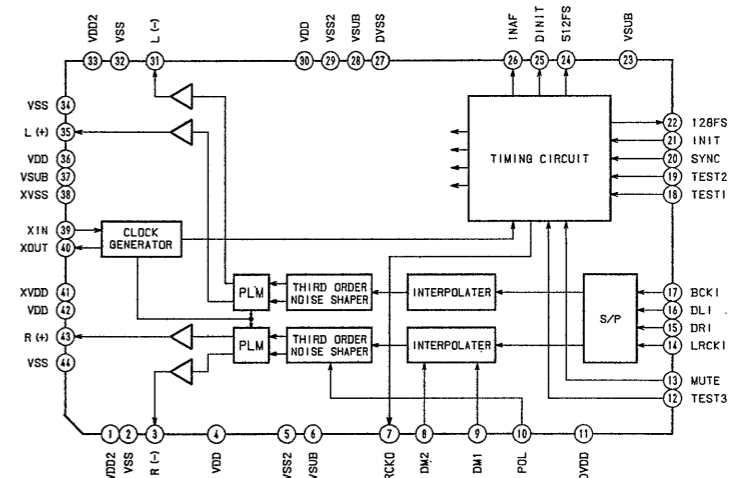 VDD2
VSS
L (-)
VDD
VSS2
VSUB
DVSS
INAF
DINIT
512FS
VSUB
33
32
31
30
29
28
27
26
25
24
23
VSS 34
L (+) 35
VDD 36
VSUB 37
XVSS 38
XIN 39
XOUT 40
XVDD 41
VDD 42
R (+) 43
VSS 44
CLOCK
GENERATOR
TIMING CIRCUIT
PLM
THIRD ORDER
NOISE SHAPER
INTERPOLATER
PLM
THIRD ORDER
NOISE SHAPER
INTERPOLATER
S/P
22 128FS
21 INIT
20 SYNC
19 TEST2
18 TEST1
17 BCKI
16 DLI
15 DRI
14 LRCKI
13 MUTE
12 TEST3
1
2
3
4
5
6
7
8
9
10
11
VDD2
VSS
R (-)
VDD
VSS2
VSUB
RCKO
DM2
DM1
POL
DVDD